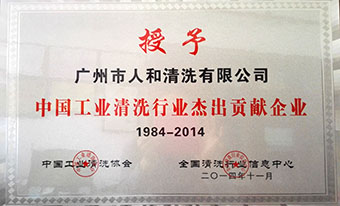 授予
广州市人和清洗有限公司
中国工业清洗行业杰出贡献企业
1984-2014
中国工业清洗协会 全国清洗行业信息中心
二〇一四年十一月